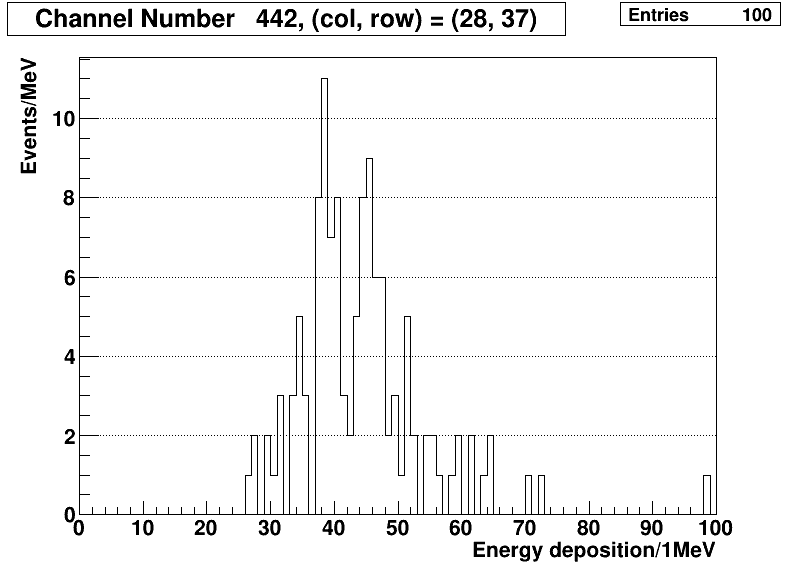 Channel Number 442, (col, row) = (28, 37)
Entries 100
Events/MeV
10
8
6
4
2
0
0 10 20 30 40 50 60 70 80 90 100
Energy deposition/1MeV